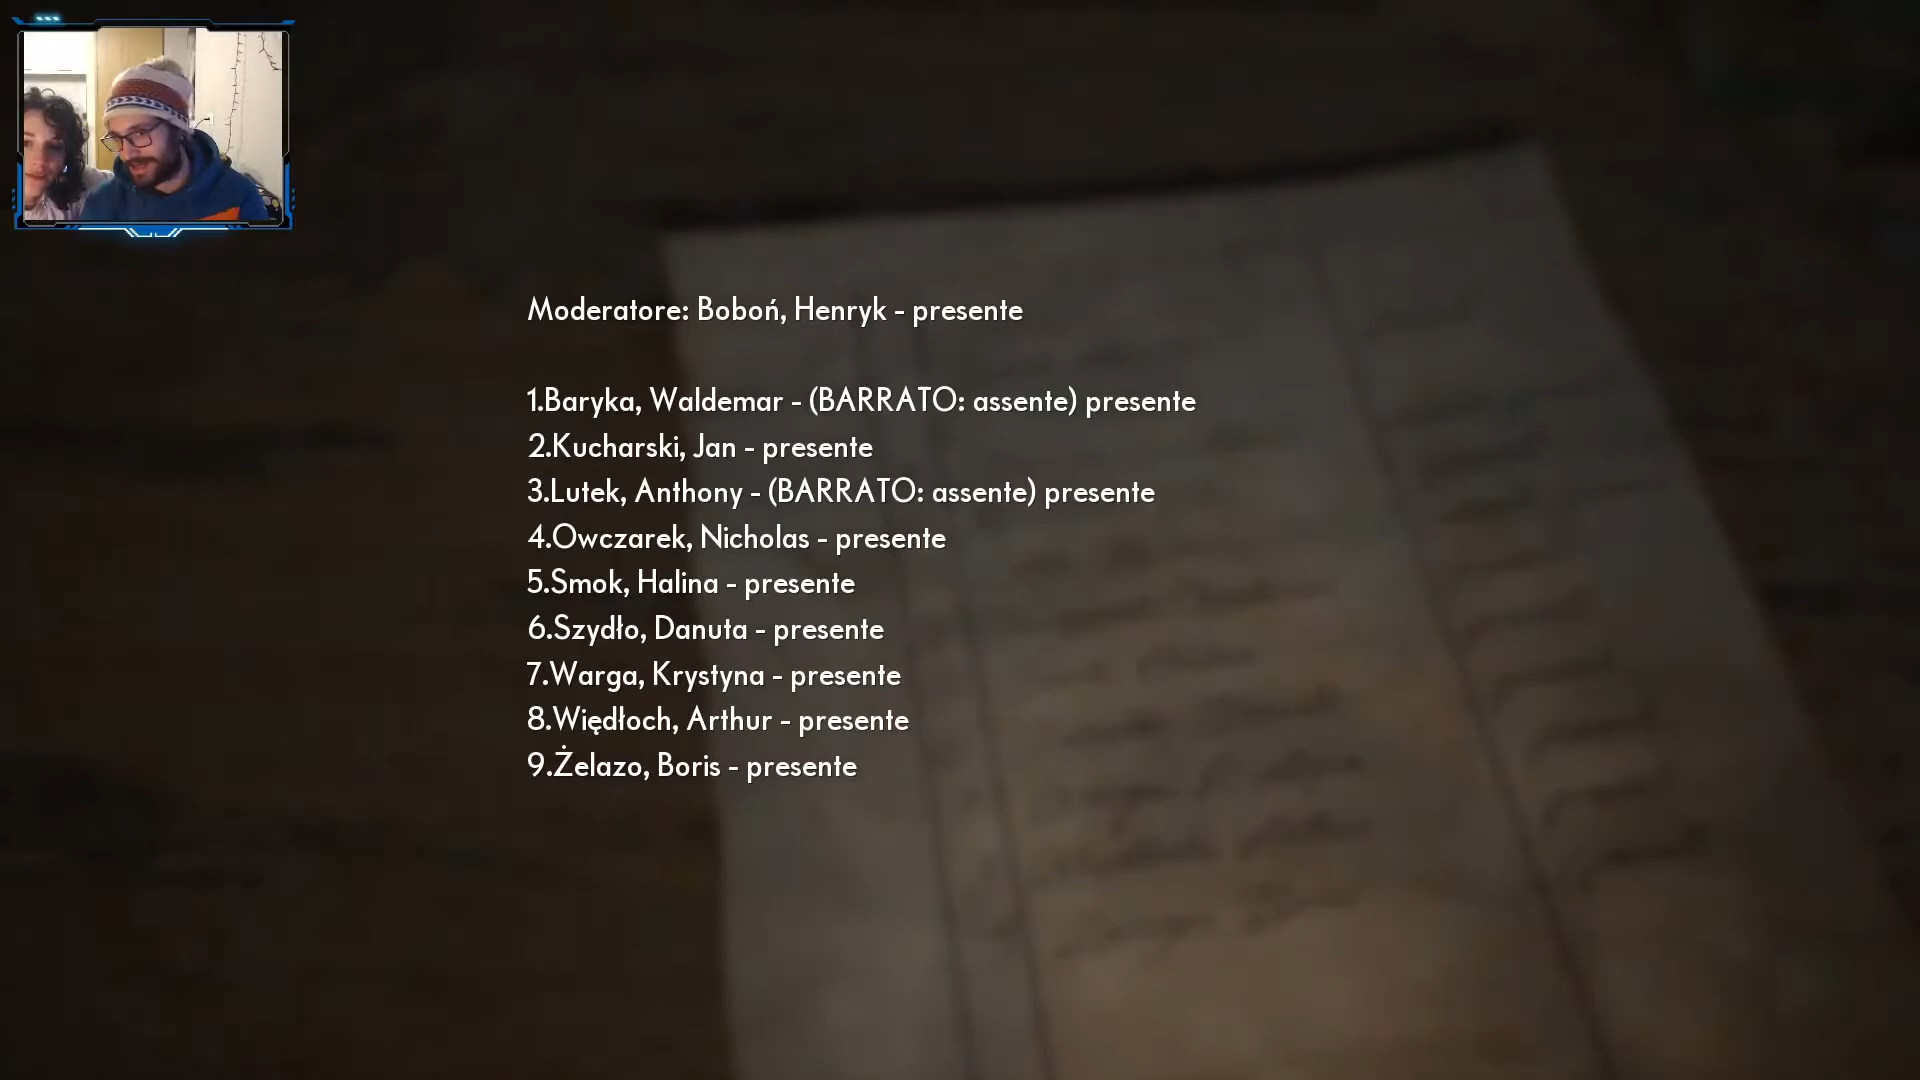 Moderatore: Boboń, Henryk - presente
1.Baryka, Waldemar - (BARRATO: assente) presente
2.Kucharski, Jan - presente
3.Lutek, Anthony - (BARRATO: assente) presente
4.Owczarek, Nicholas - presente
5.Smok, Halina - presente
6.Szydło, Danuta - presente
7.Warga, Krystyna - presente
8.Więdłoch, Arthur - presente
9.Żelazo, Boris - presente